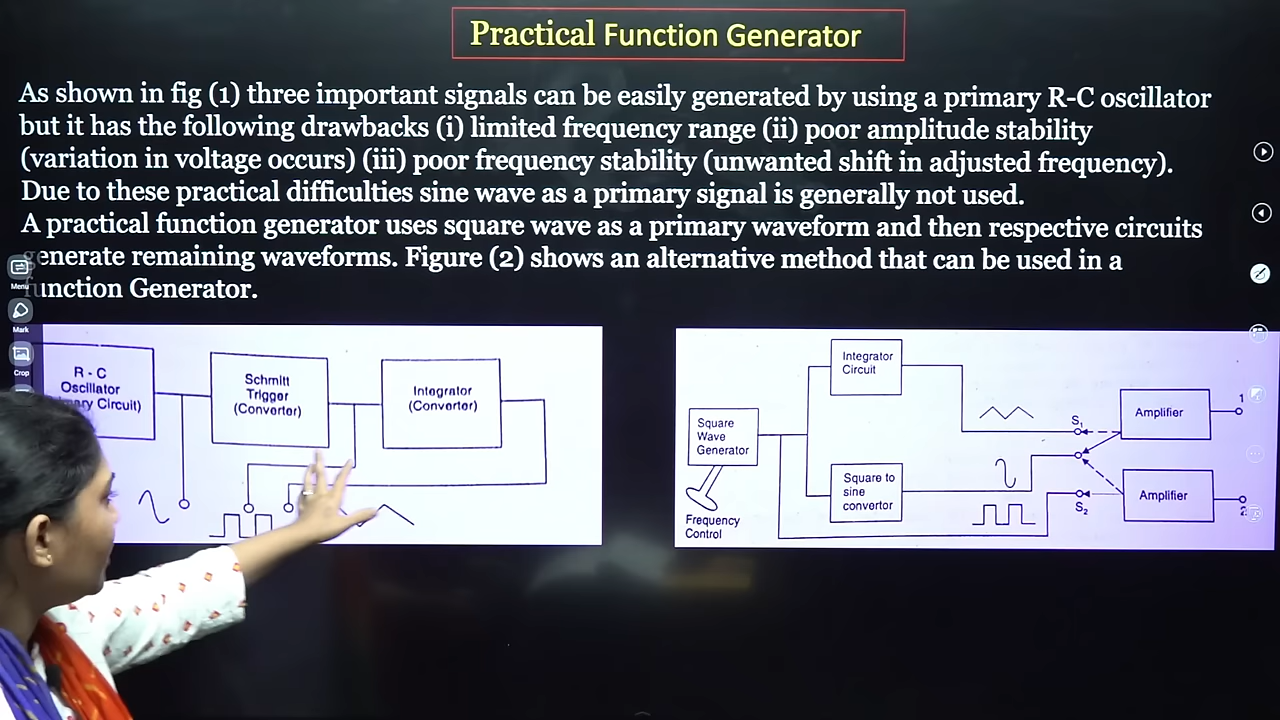 Practical Function Generator
As shown in fig (1) three important signals can be easily generated by using a primary R-C oscillator
but it has the following drawbacks (i) limited frequency range (ii) poor amplitude stability
(variation in voltage occurs) (iii) poor frequency stability (unwanted shift in adjusted frequency).
Due to these practical difficulties sine wave as a primary signal is generally not used.
A practical function generator uses square wave as a primary waveform and then respective circuits
generate remaining waveforms. Figure (2) shows an alternative method that can be used in a
function Generator.
Menu
Mark
Crop
R - C
Oscillator
Circuit)
Schmitt
Trigger
(Convertor)
Integrator
(Convertor)
Square
Wave
Generator
Frequency
Control
Integrator
Circuit
Square to
sine
convertor
S1
S2
Amplifier
1
Amplifier
2